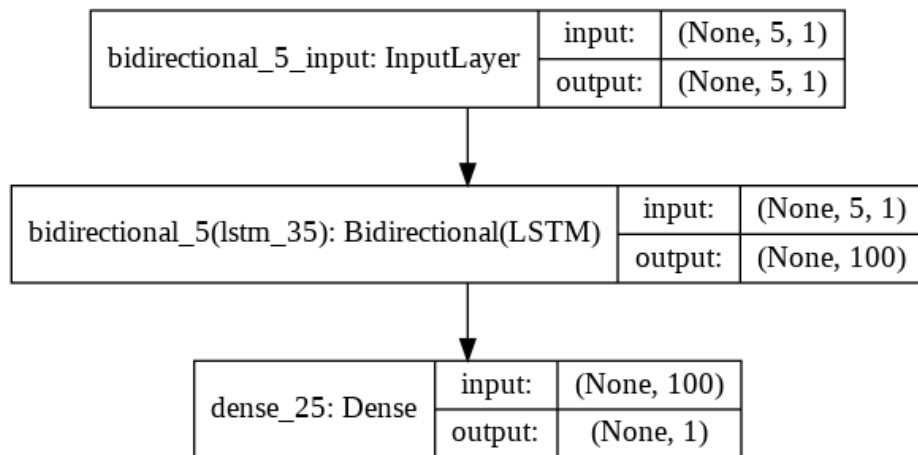 bidirectional_5_input: InputLayer
input: (None, 5, 1)
output: (None, 5, 1)
bidirectional_5(lstm_35): Bidirectional(LSTM)
input: (None, 5, 1)
output: (None, 100)
dense_25: Dense
input: (None, 100)
output: (None, 1)